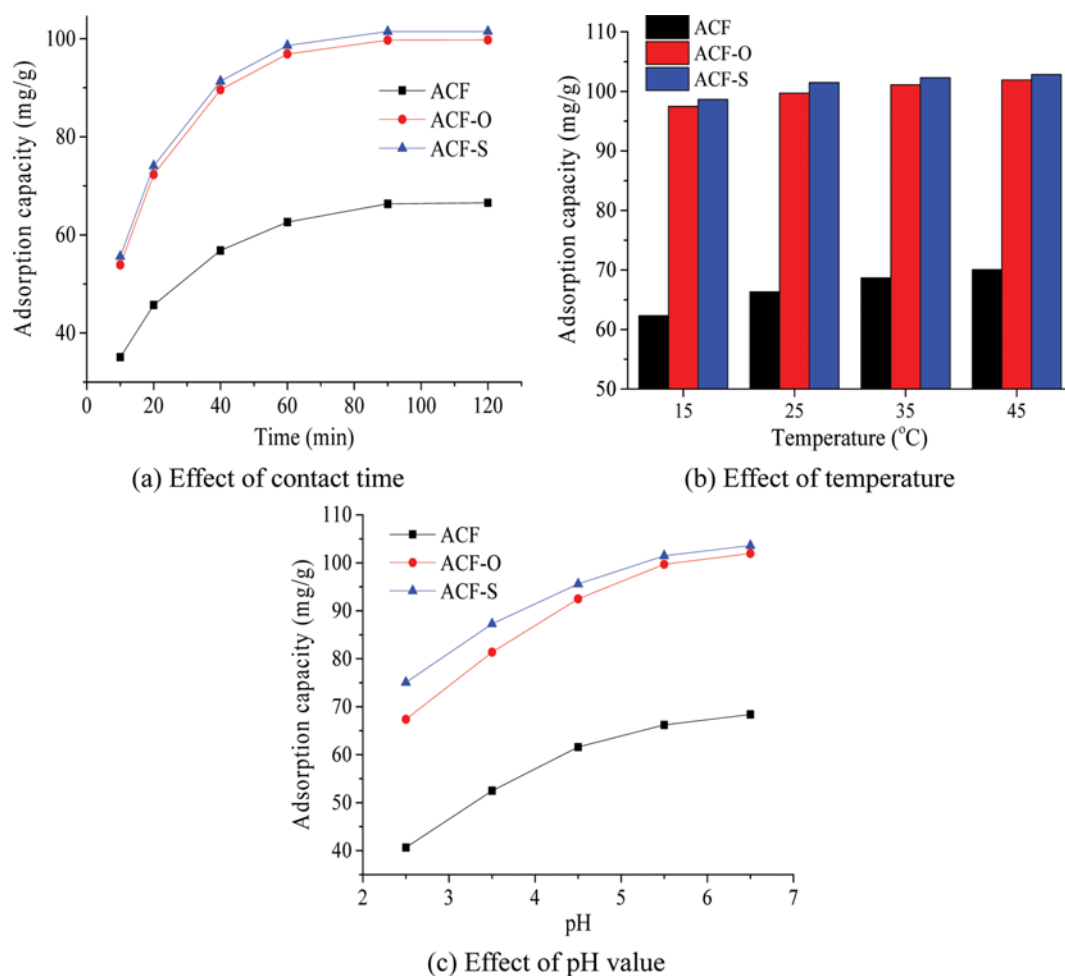 Adsorption capacity (mg/g)
100
80
60
40
0
20
40
60
80
100
120
Time (min)
ACF
ACF-O
ACF-S
(a) Effect of contact time
Adsorption capacity (mg/g)
110
100
90
80
70
60
50
ACF
ACF-O
ACF-S
15
25
35
45
Temperature (°C)
(b) Effect of temperature
Adsorption capacity (mg/g)
110
100
90
80
70
60
50
40
ACF
ACF-O
ACF-S
2
3
4
5
6
7
pH
(c) Effect of pH value